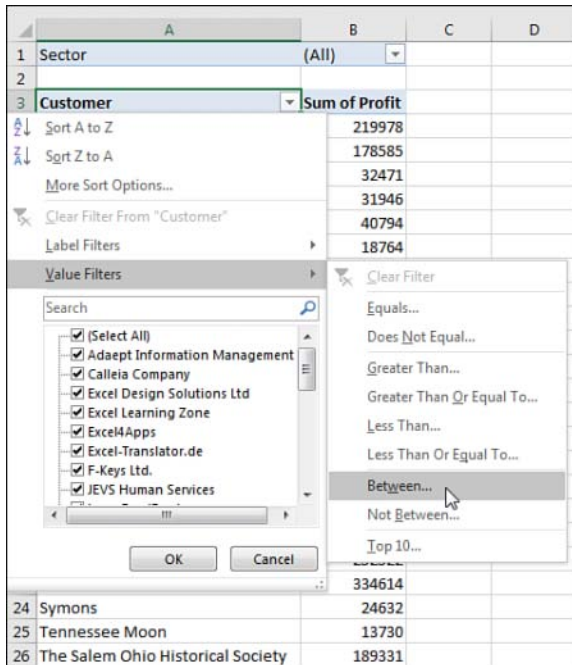 A B C D
1 Sector (All)
2
3 Customer Sum of Profit
Sort A to Z 219978
Sort Z to A 178585
More Sort Options... 32471
31946
Clear Filter From "Customer" 40794
Label Filters 18764
Value Filters
Clear Filter
Search
Equals...
(Select All)
Does Not Equal...
Adaept Information Management
Calleia Company
Greater Than...
Excel Design Solutions Ltd
Greater Than Or Equal To...
Excel Learning Zone
Excel4Apps
Less Than...
Excel-Translator.de
Less Than Or Equal To...
F-Keys Ltd.
JEVS Human Services
Between...
Not Between...
Top 10...
OK Cancel
334614
24 Symons 24632
25 Tennessee Moon 13730
26 The Salem Ohio Historical Society 189331